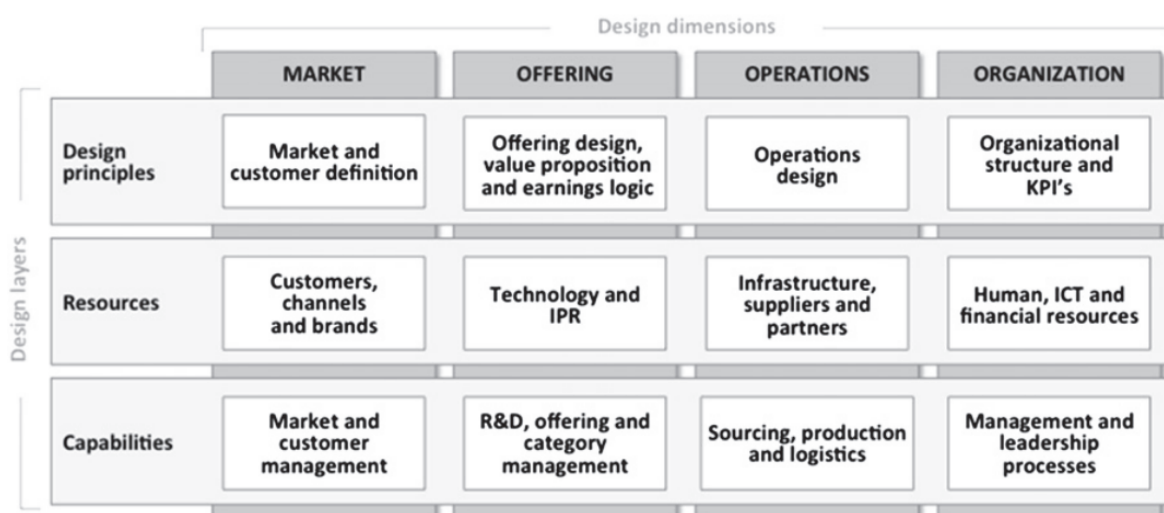 Design dimensions
MARKET
OFFERING
OPERATIONS
ORGANIZATION
Design layers
Design
principles
Market and
customer definition
Offering design,
value proposition
and earnings logic
Operations
design
Organizational
structure and
KPI's
Resources
Customers,
channels
and brands
Technology and
IPR
Infrastructure,
suppliers and
partners
Human, ICT and
financial resources
Capabilities
Market and
customer
management
R&D, offering and
category
management
Sourcing, production
and logistics
Management and
leadership
processes